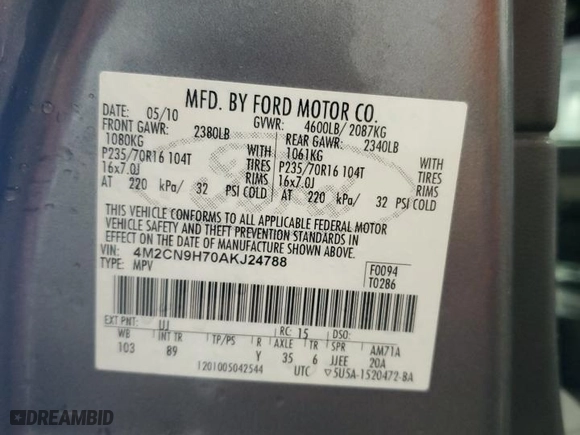 MFD. BY FORD MOTOR CO.
DATE: 05/10 GVWR: 4600LB/ 2087KG
FRONT GAWR: 2380LB REAR GAWR: 2340LB
1080KG 1061KG
P235/70R16 104T TIRES P235/70R16 104T TIRES
16x7.0J RIMS 16x7.0J RIMS
AT 220 kPa/ 32 PSI COLD AT 220 kPa/ 32 PSI COLD
THIS VEHICLE CONFORMS TO ALL APPLICABLE FEDERAL MOTOR
VEHICLE SAFETY AND THEFT PREVENTION STANDARDS IN
EFFECT ON THE DATE OF MANUFACTURE SHOWN ABOVE.
VIN: 4M2CN9H70AKJ24788 F0094
TYPE: MPV T0286
EXT PNT: UJ RC: 15 DSO:
WB INT TR TP/PS R AXLE TR SPR AM71A
103 89 Y 35 6 JJEE 20A
1201005042544 UTC ▽5U5A-1520472-BA
DREAMBID